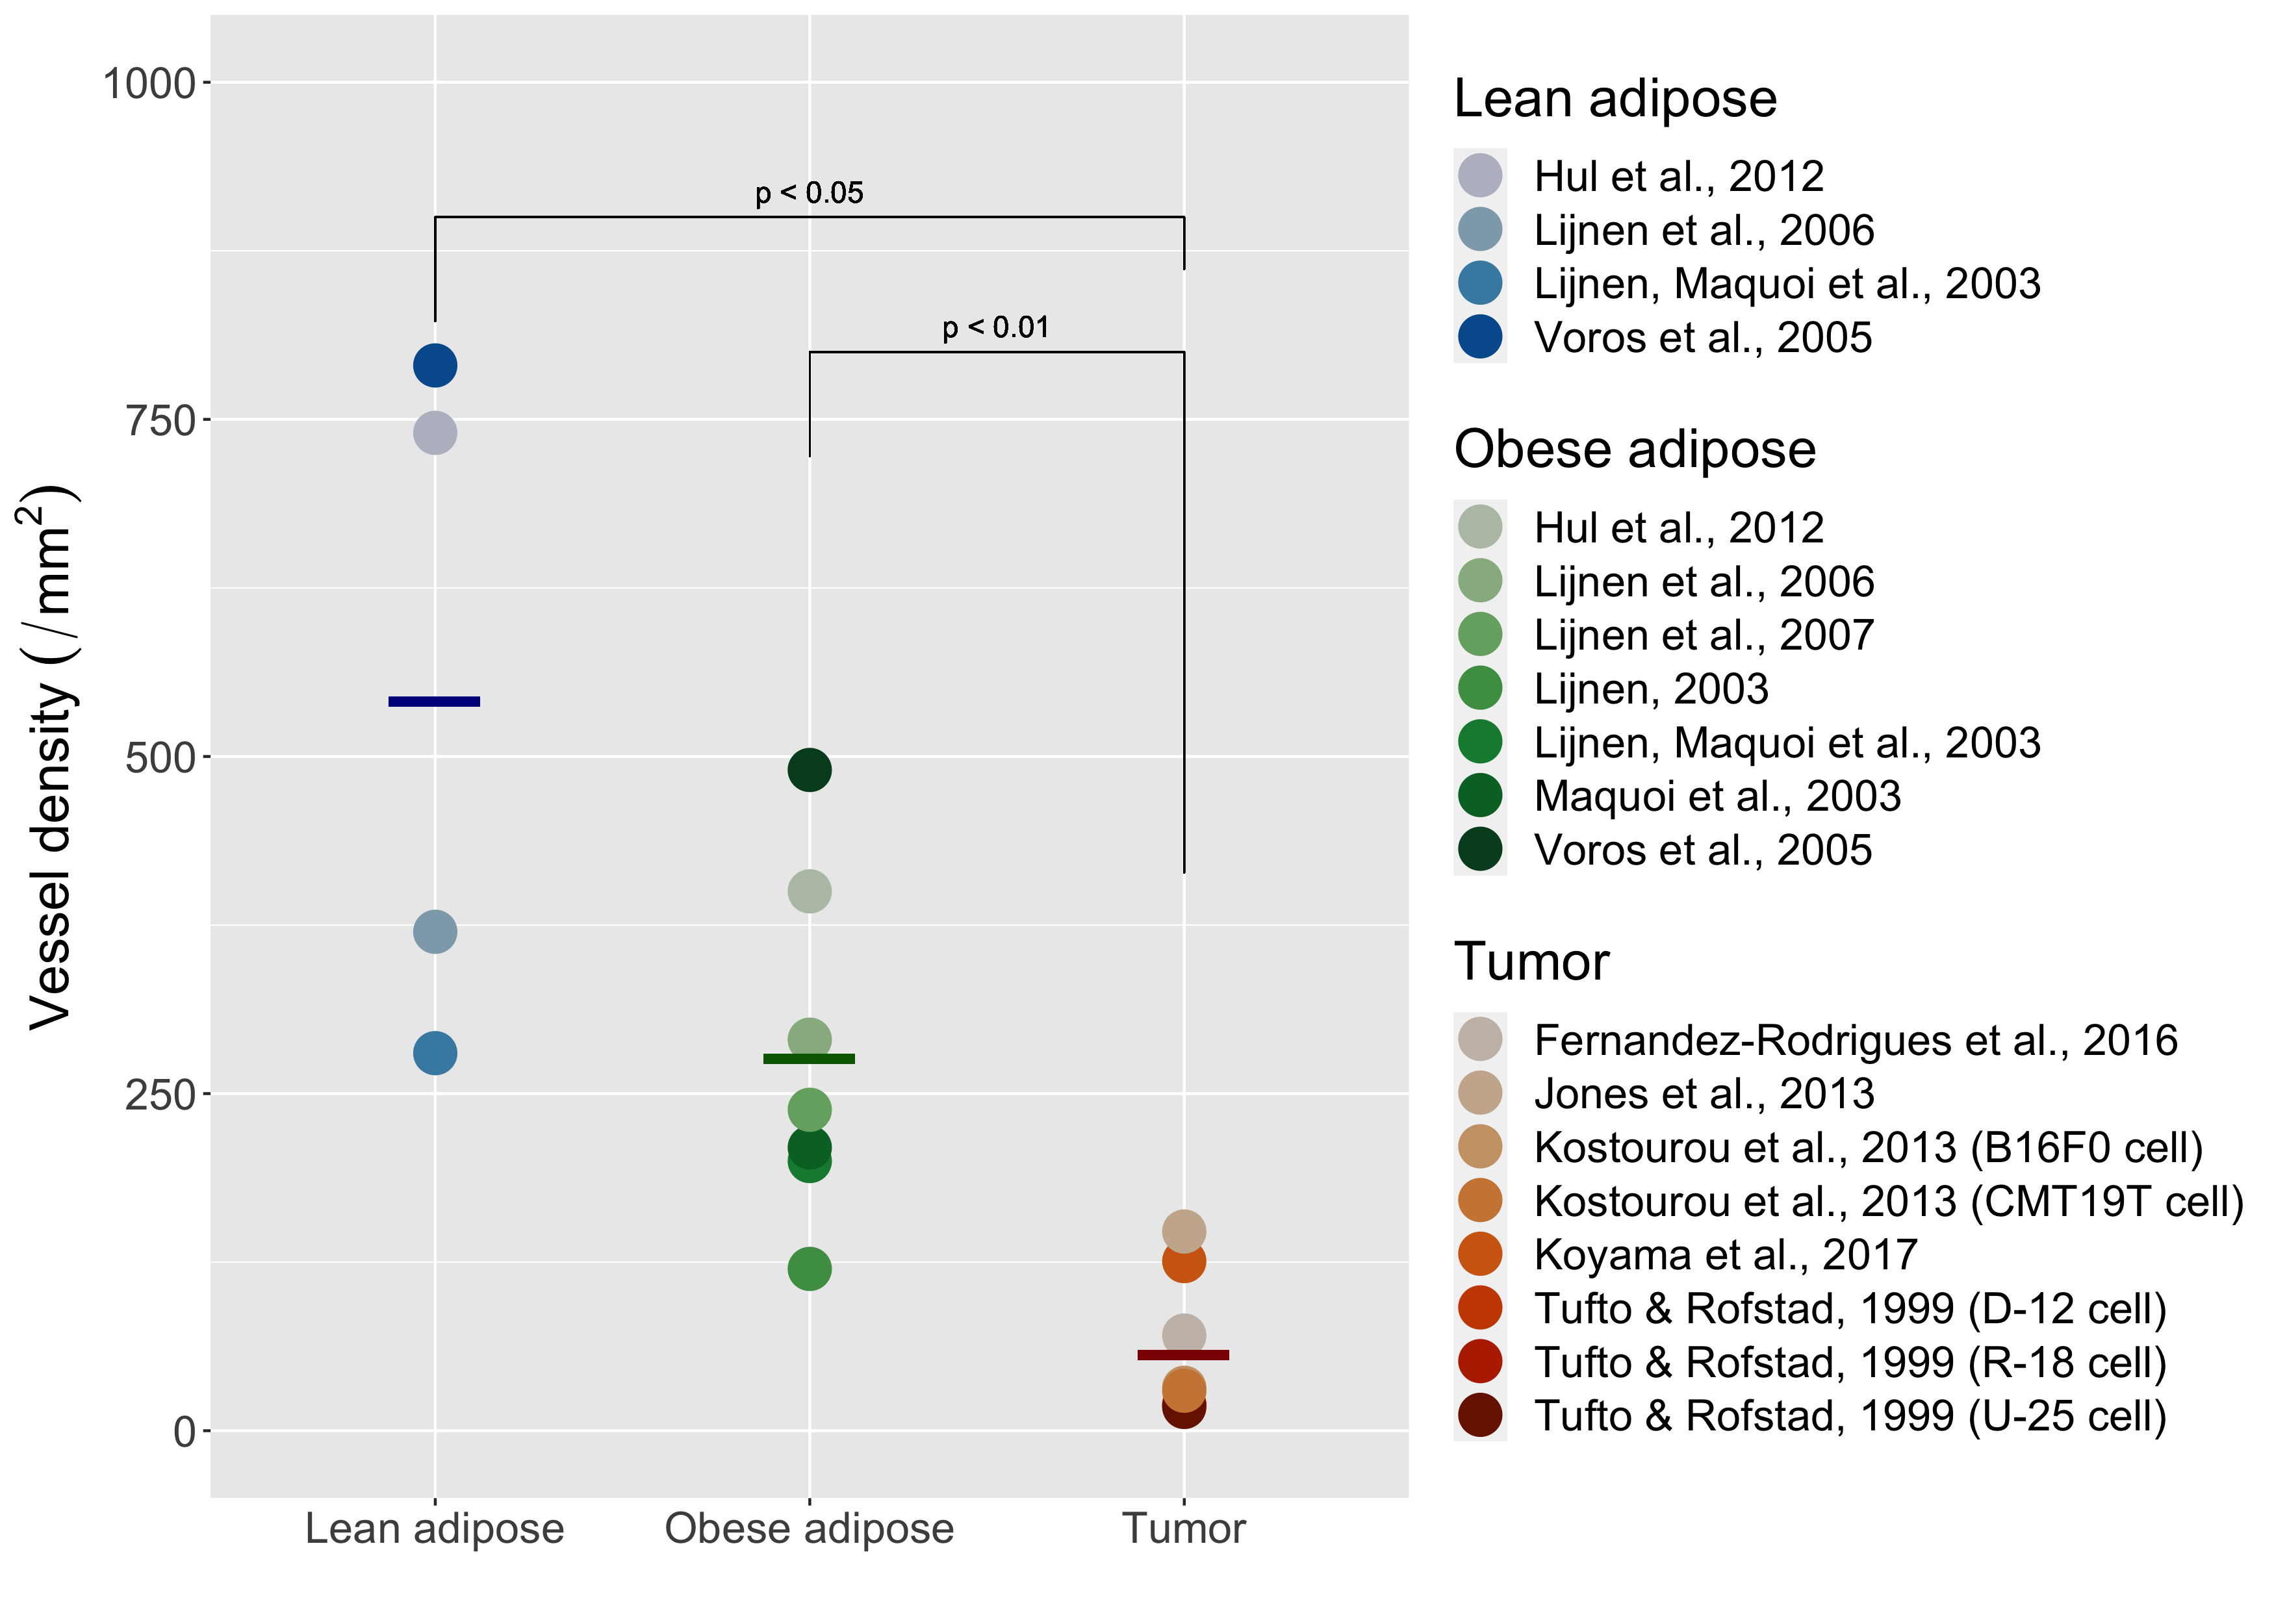 Vessel density (/mm²)
1000
750
500
250
0
p < 0.05
p < 0.01
Lean adipose
Obese adipose
Tumor
Lean adipose
Hul et al., 2012
Lijnen et al., 2006
Lijnen, Maquoi et al., 2003
Voros et al., 2005
Obese adipose
Hul et al., 2012
Lijnen et al., 2006
Lijnen et al., 2007
Lijnen, 2003
Lijnen, Maquoi et al., 2003
Maquoi et al., 2003
Voros et al., 2005
Tumor
Fernandez-Rodrigues et al., 2016
Jones et al., 2013
Kostourou et al., 2013 (B16F0 cell)
Kostourou et al., 2013 (CMT19T cell)
Koyama et al., 2017
Tufto & Rofstad, 1999 (D-12 cell)
Tufto & Rofstad, 1999 (R-18 cell)
Tufto & Rofstad, 1999 (U-25 cell)